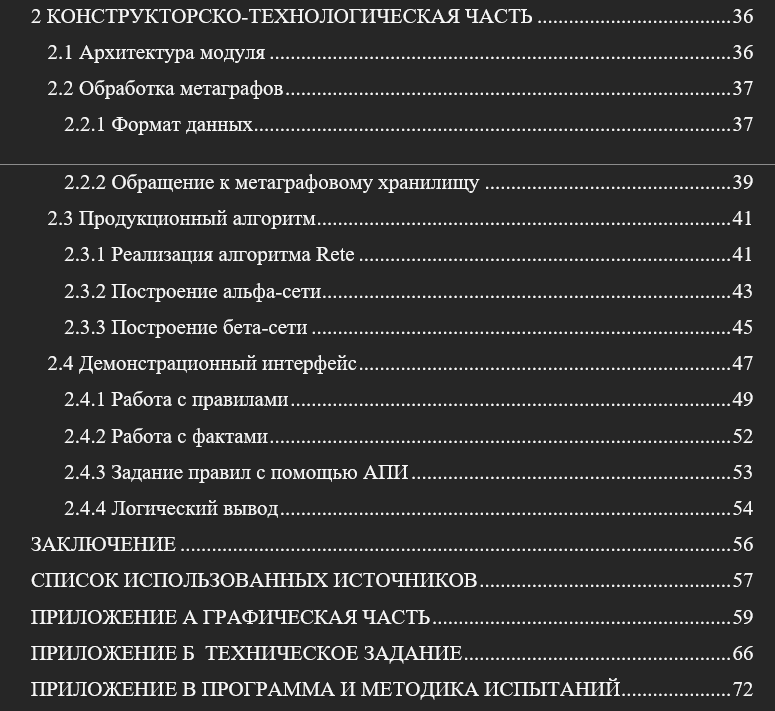 2 КОНСТРУКТОРСКО-ТЕХНОЛОГИЧЕСКАЯ ЧАСТЬ ........ 36
2.1 Архитектура модуля ........ 36
2.2 Обработка метаграфов ........ 37
2.2.1 Формат данных ........ 37
2.2.2 Обращение к метаграфовому хранилищу ........ 39
2.3 Продукционный алгоритм ........ 41
2.3.1 Реализация алгоритма Rete ........ 41
2.3.2 Построение альфа-сети ........ 43
2.3.3 Построение бета-сети ........ 45
2.4 Демонстрационный интерфейс ........ 47
2.4.1 Работа с правилами ........ 49
2.4.2 Работа с фактами ........ 52
2.4.3 Задание правил с помощью АПИ ........ 53
2.4.4 Логический вывод ........ 54
ЗАКЛЮЧЕНИЕ ........ 56
СПИСОК ИСПОЛЬЗОВАННЫХ ИСТОЧНИКОВ ........ 57
ПРИЛОЖЕНИЕ А ГРАФИЧЕСКАЯ ЧАСТЬ ........ 59
ПРИЛОЖЕНИЕ Б  ТЕХНИЧЕСКОЕ ЗАДАНИЕ ........ 66
ПРИЛОЖЕНИЕ В ПРОГРАММА И МЕТОДИКА ИСПЫТАНИЙ ........ 72